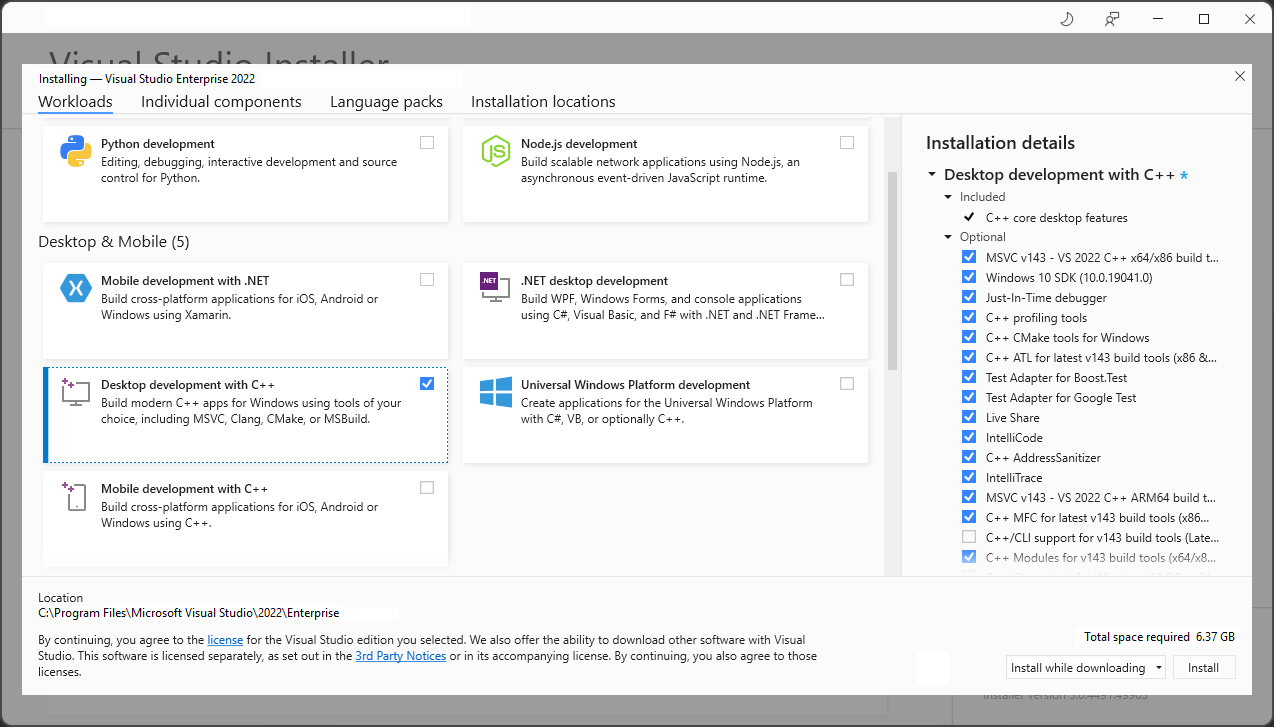 Visual Studio Installer
Installing — Visual Studio Enterprise 2022
Workloads Individual components Language packs Installation locations
Python development
Editing, debugging, interactive development and source
control for Python.
JS
Node.js development
Build scalable network applications using Node.js, an
asynchronous event-driven JavaScript runtime.
Desktop & Mobile (5)
Mobile development with .NET
Build cross-platform applications for iOS, Android or
Windows using Xamarin.
.NET
.NET desktop development
Build WPF, Windows Forms, and console applications
using C#, Visual Basic, and F# with .NET and .NET Frame...
Desktop development with C++
Build modern C++ apps for Windows using tools of your
choice, including MSVC, Clang, CMake, or MSBuild.
Universal Windows Platform development
Create applications for the Universal Windows Platform
with C#, VB, or optionally C++.
Mobile development with C++
Build cross-platform applications for iOS, Android or
Windows using C++.
Installation details
Desktop development with C++ *
Included
C++ core desktop features
Optional
MSVC v143 - VS 2022 C++ x64/x86 build t...
Windows 10 SDK (10.0.19041.0)
Just-In-Time debugger
C++ profiling tools
C++ CMake tools for Windows
C++ ATL for latest v143 build tools (x86 &...
Test Adapter for Boost.Test
Test Adapter for Google Test
Live Share
IntelliCode
C++ AddressSanitizer
IntelliTrace
MSVC v143 - VS 2022 C++ ARM64 build t...
C++ MFC for latest v143 build tools (x86...
C++/CLI support for v143 build tools (Late...
C++ Modules for v143 build tools (x64/x8...
Location
C:\Program Files\Microsoft Visual Studio\2022\Enterprise
By continuing, you agree to the license for the Visual Studio edition you selected. We also offer the ability to download other software with Visual
Studio. This software is licensed separately, as set out in the 3rd Party Notices or in its accompanying license. By continuing, you also agree to those
licenses.
Total space required 6.37 GB
Install while downloading Install
Installer version